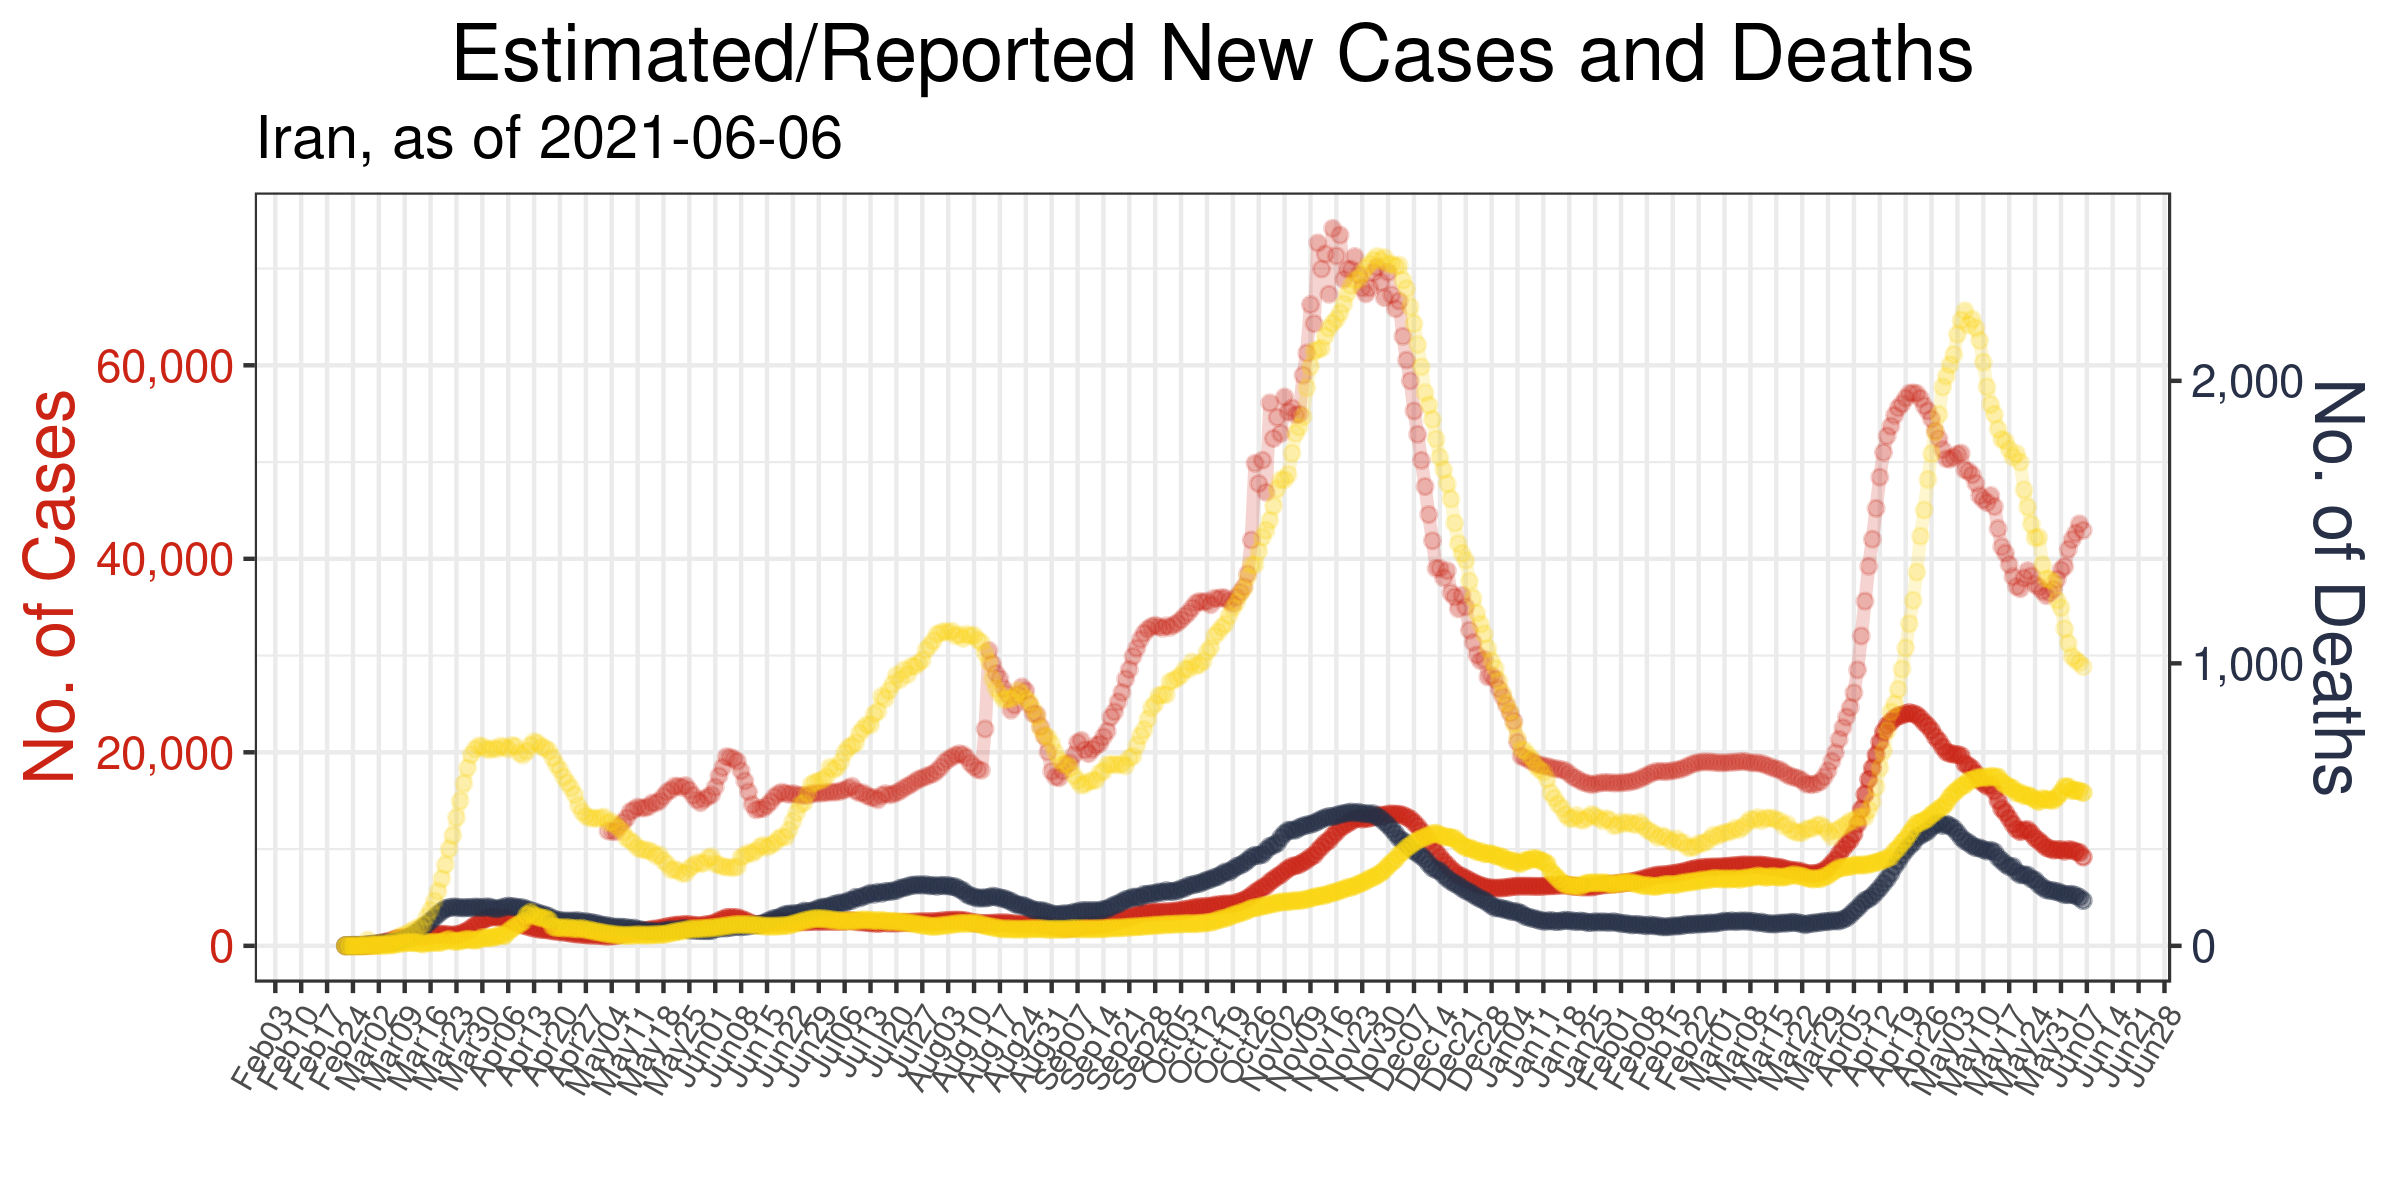 Estimated/Reported New Cases and Deaths
Iran, as of 2021-06-06
No. of Cases
60,000
40,000
20,000
0
2,000
1,000
0
No. of Deaths
Feb03
Feb10
Feb17
Feb24
Mar02
Mar09
Mar16
Mar23
Mar30
Apr06
Apr13
Apr20
Apr27
May04
May11
May18
May25
Jun01
Jun08
Jun15
Jun22
Jun29
Jul06
Jul13
Jul20
Jul27
Aug03
Aug10
Aug17
Aug24
Aug31
Sep07
Sep14
Sep21
Sep28
Oct05
Oct12
Oct19
Oct26
Nov02
Nov09
Nov16
Nov23
Nov30
Dec07
Dec14
Dec21
Dec28
Jan04
Jan11
Jan18
Jan25
Feb01
Feb08
Feb15
Feb22
Mar01
Mar08
Mar15
Mar22
Mar29
Apr05
Apr12
Apr19
Apr26
May03
May10
May17
May24
May31
Jun07
Jun14
Jun21
Jun28